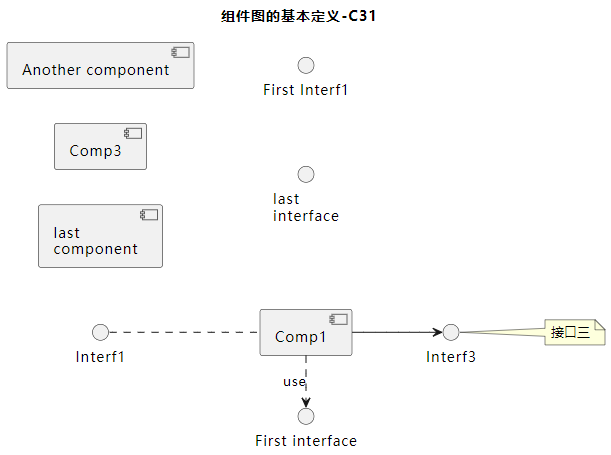 组件图的基本定义-C31
Another component
First Interf1
Comp3
last
interface
last
component
Interf1
Comp1
Interf3
接口三
use
First interface